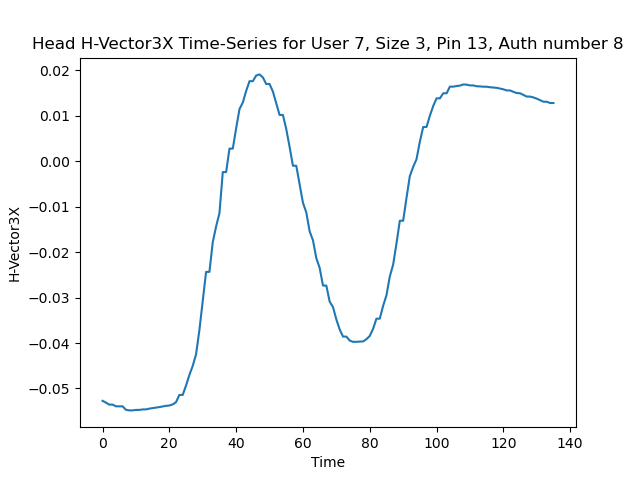 Head H-Vector3X Time-Series for User 7, Size 3, Pin 13, Auth number 8
H-Vector3X
0.02
0.01
0.00
−0.01
−0.02
−0.03
−0.04
−0.05
0 20 40 60 80 100 120 140
Time